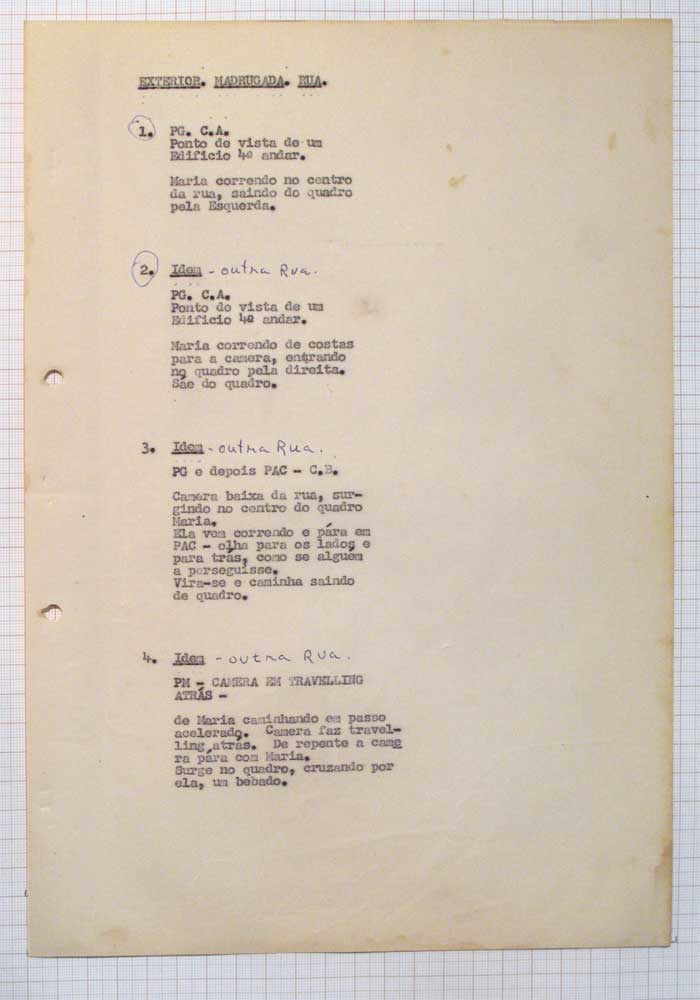 EXTERIOR. MADRUGADA. RUA.
1. PG. C.A.
Ponto de vista de um
Edificio 4º andar.
Maria correndo no centro
da rua, saindo do quadro
pela Esquerda.
2. Idem - outra Rua.
PG. C.A.
Ponto de vista de um
Edificio 4º andar.
Maria correndo de costas
para a camera, entrando
no quadro pela direita.
Sáe do quadro.
3. Idem - outra Rua.
PG e depois PAC - C.B.
Camera baixa da rua, sur-
gindo no centro do quadro
Maria.
Ela vem correndo e pára em
PAC - olha para os lados e
para trás, como se alguém
a perseguisse.
Vira-se e caminha saindo
de quadro.
4. Idem - outra Rua.
PM - CAMERA EM TRAVELLING
ATRÁS -
de Maria caminhando em passo
acelerado. Camera faz travel-
ling atrás. De repente a came
ra pára com Maria.
Surge no quadro, cruzando por
ela, um bebado.